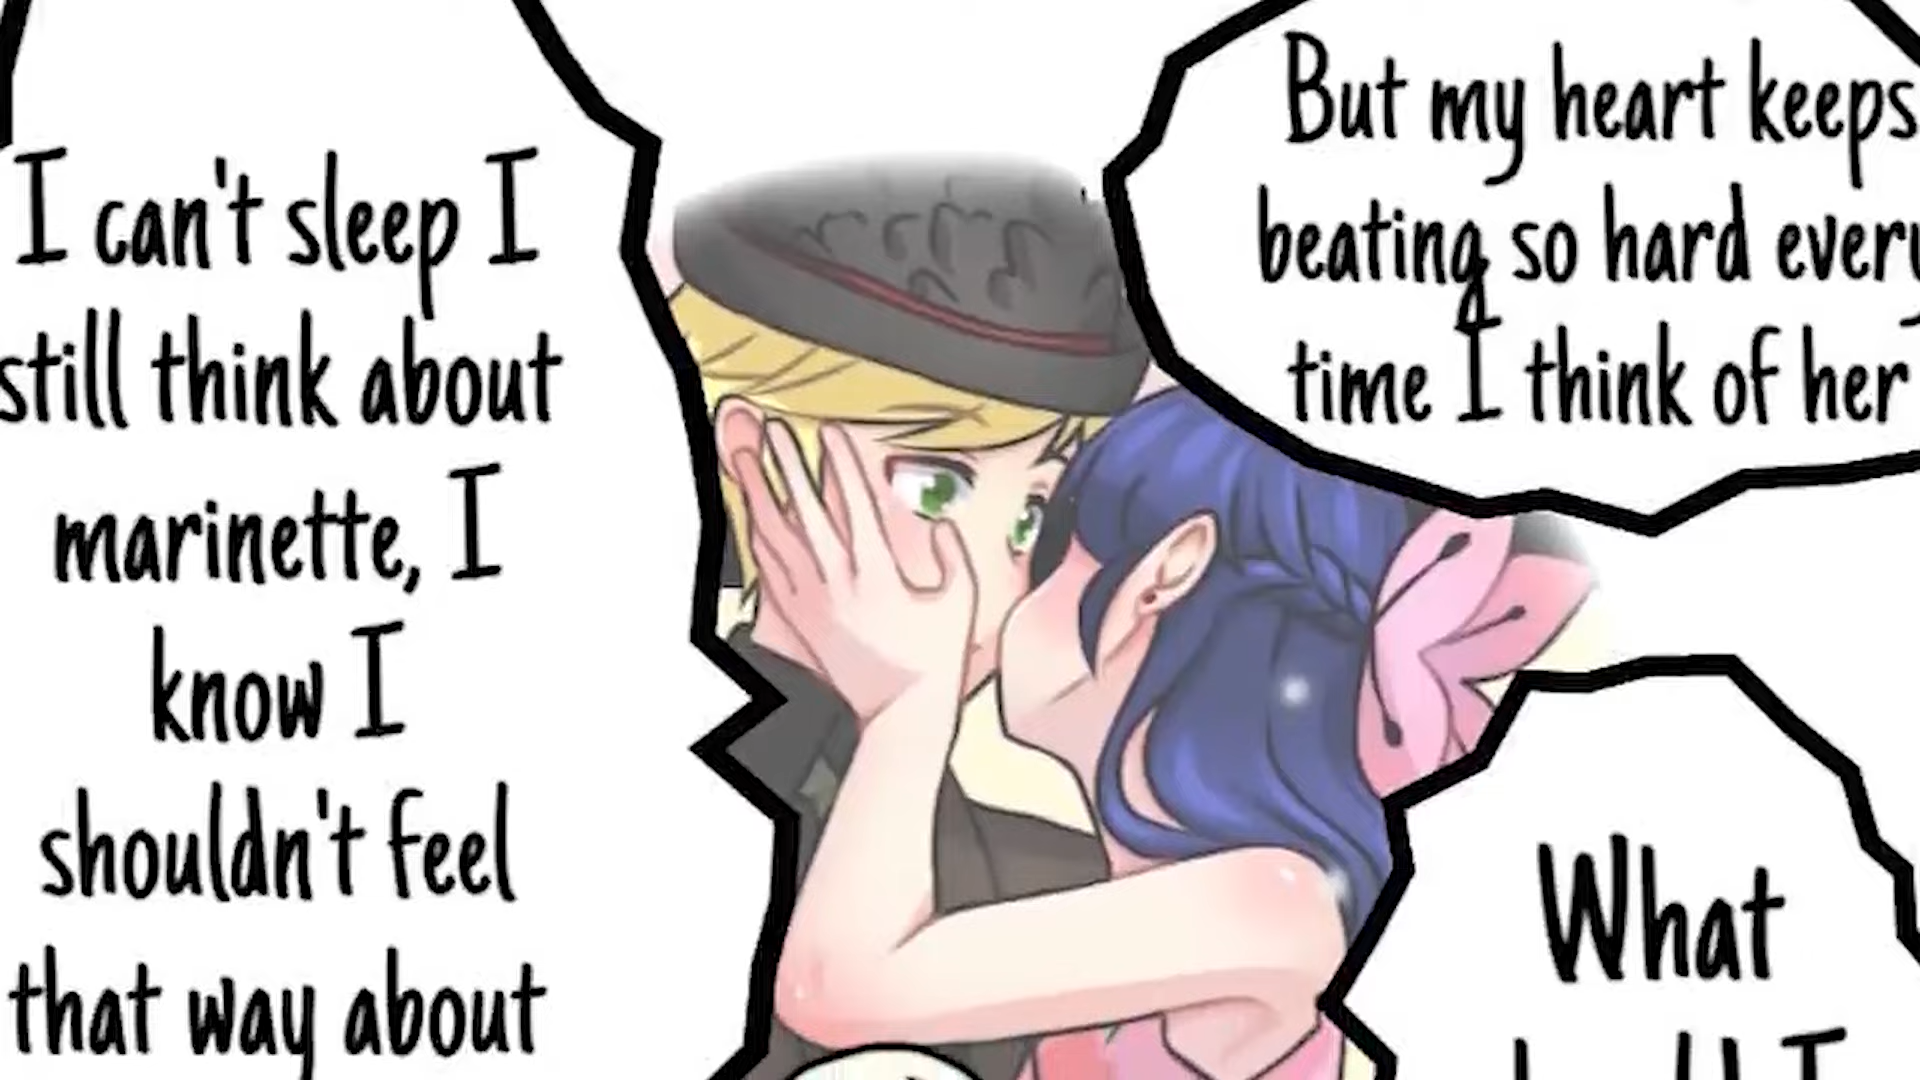 I can't sleep I
still think about
marinette, I
know I
shouldn't feel
that way about
But my heart keeps
beating so hard every
time I think of her
What